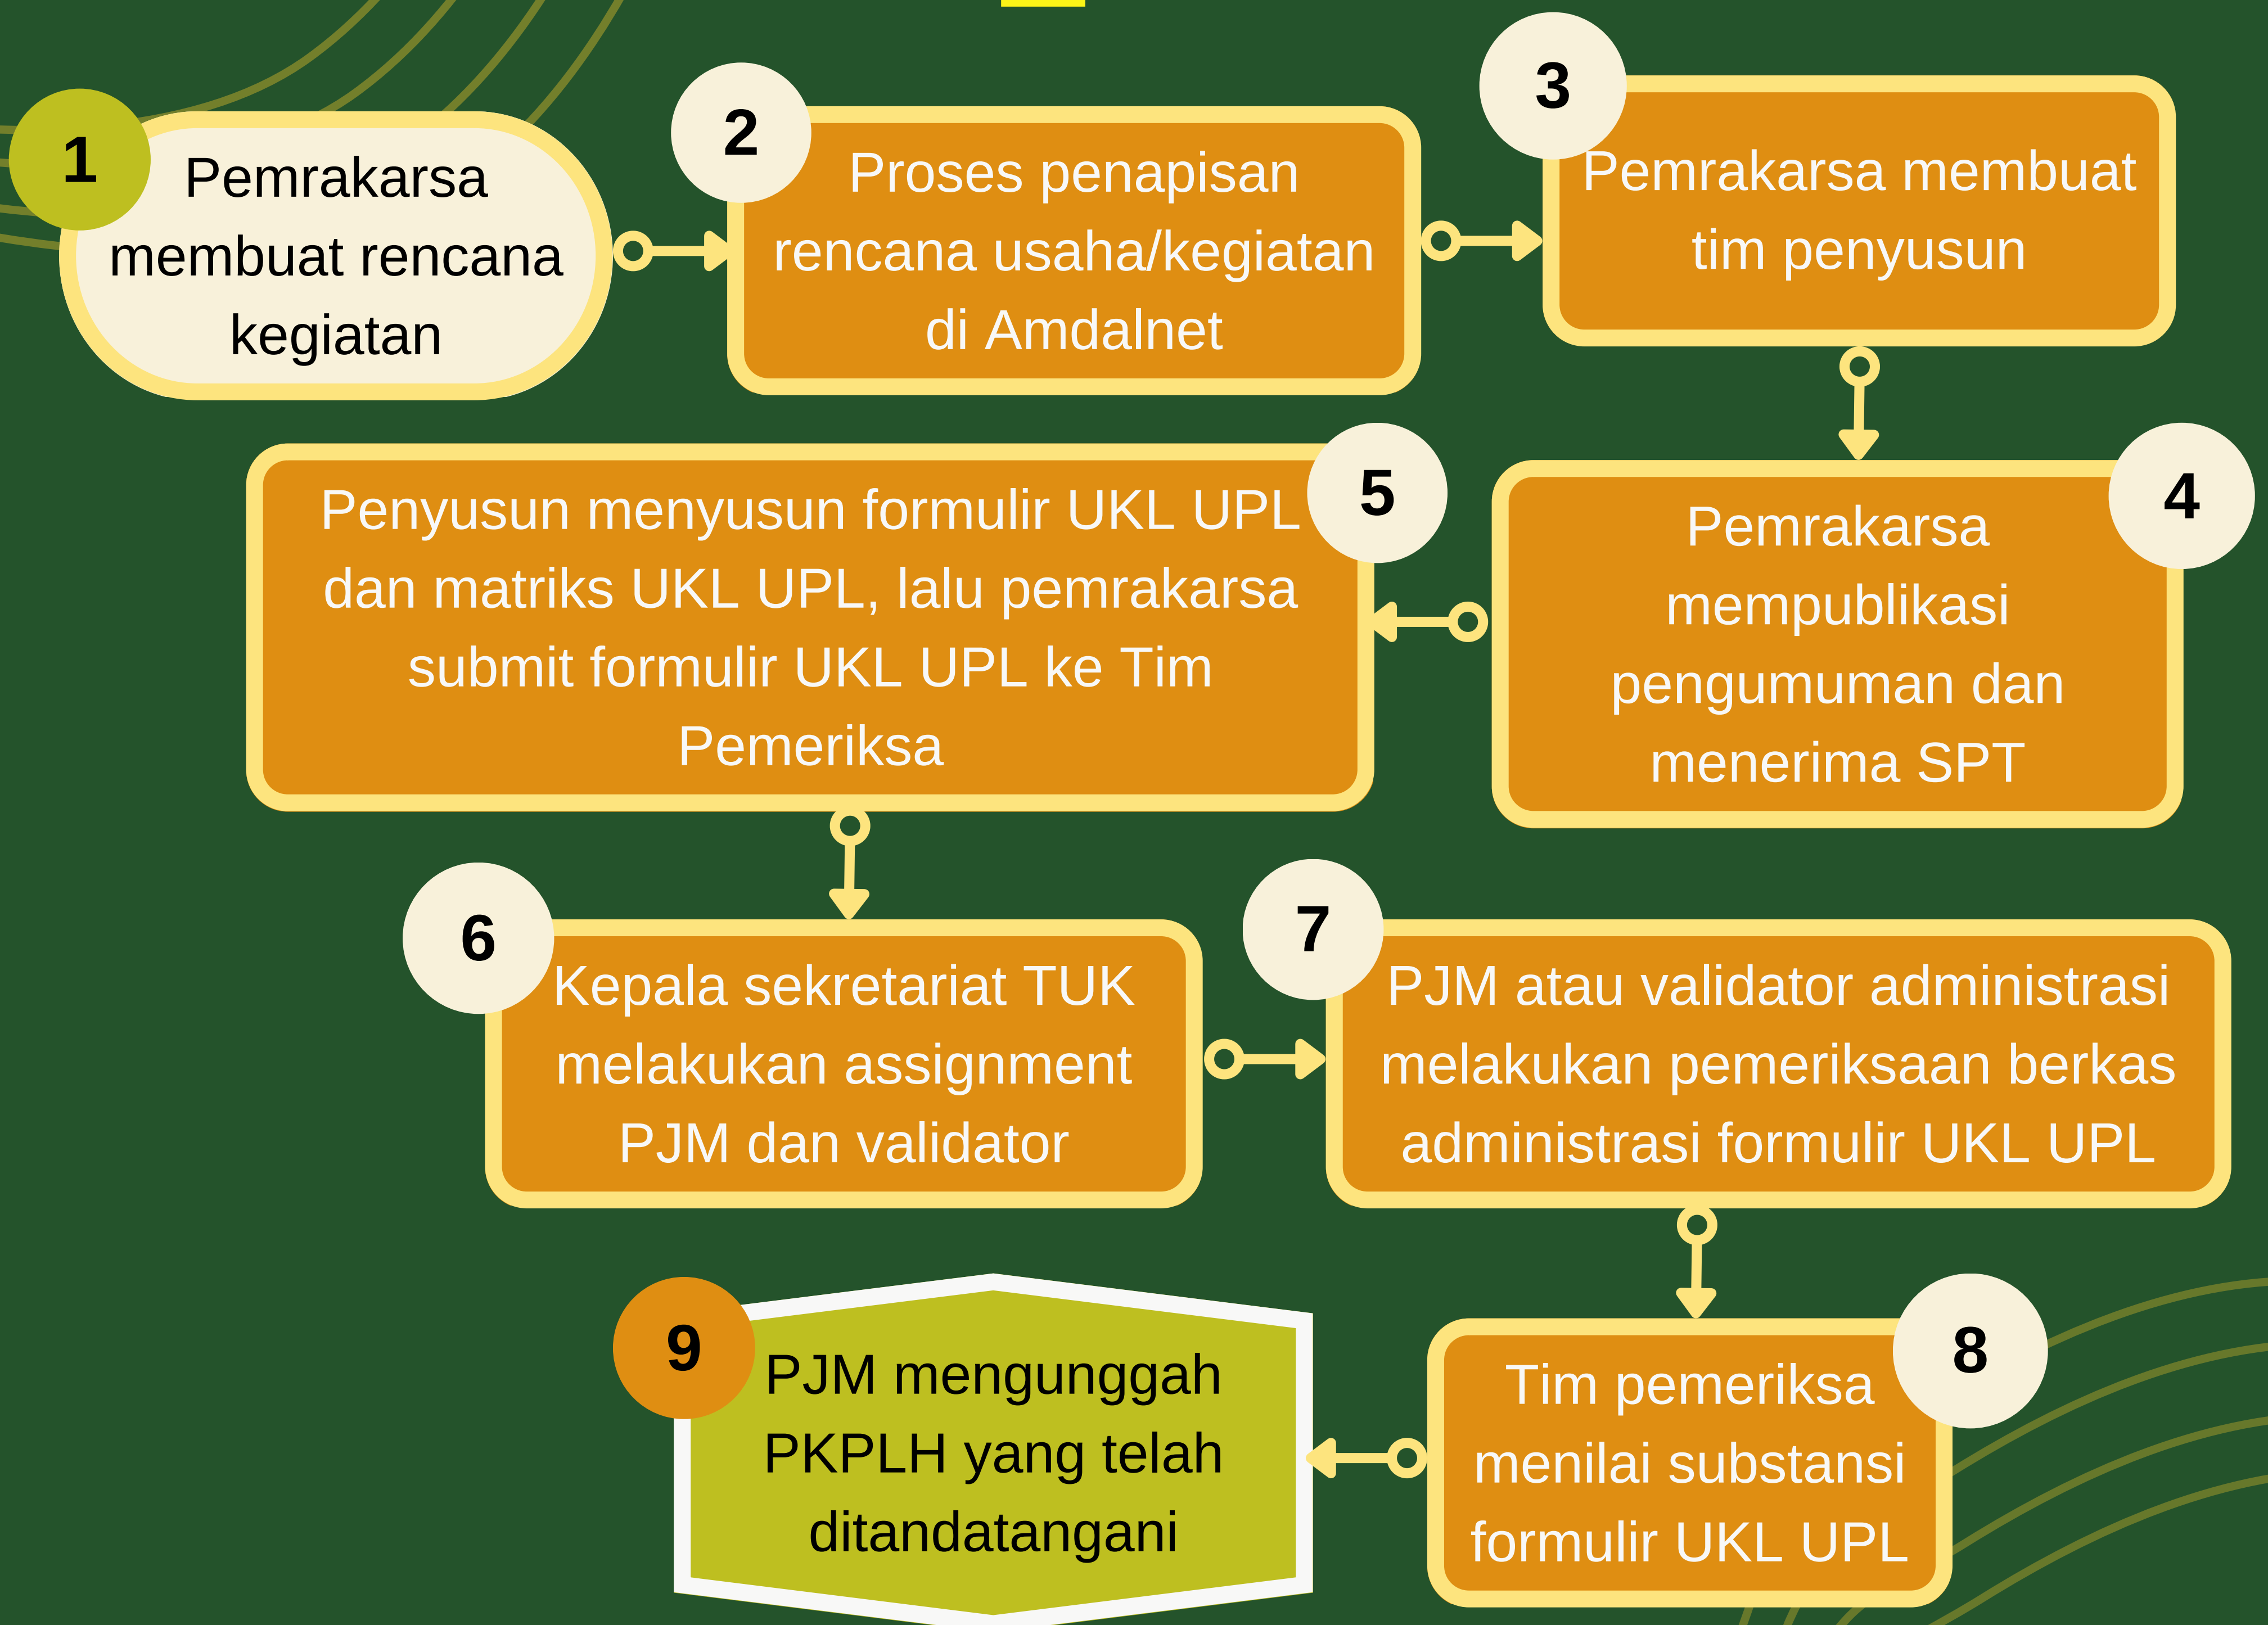 1
Pemrakarsa
membuat rencana
kegiatan
2
Proses penapisan
rencana usaha/kegiatan
di Amdalnet
3
Pemrakarsa membuat
tim penyusun
4
Pemrakarsa
mempublikasi
pengumuman dan
menerima SPT
5
Penyusun menyusun formulir UKL UPL
dan matriks UKL UPL, lalu pemrakarsa
submit formulir UKL UPL ke Tim
Pemeriksa
6
Kepala sekretariat TUK
melakukan assignment
PJM dan validator
7
PJM atau validator administrasi
melakukan pemeriksaan berkas
administrasi formulir UKL UPL
8
Tim pemeriksa
menilai substansi
formulir UKL UPL
9
PJM mengunggah
PKPLH yang telah
ditandatangani